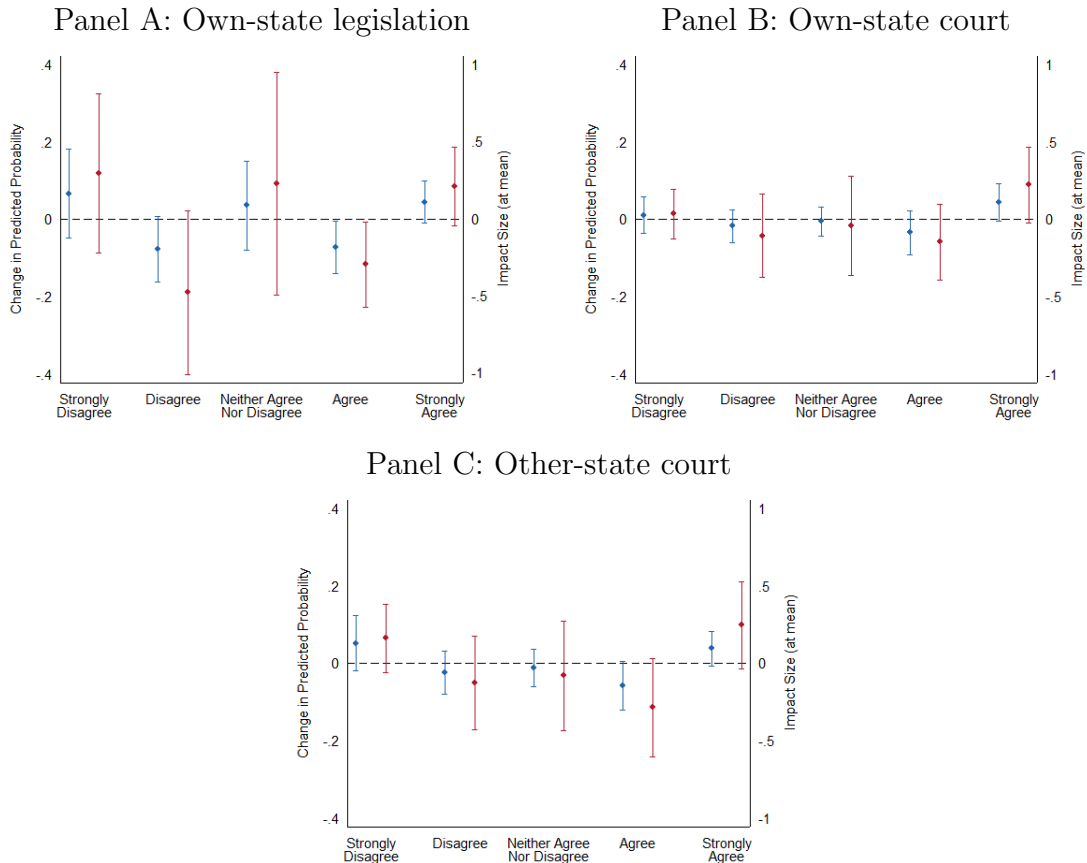 Panel A: Own-state legislation
Change in Predicted Probability
.4
.2
0
-.2
-.4
1
.5
0
-.5
-1
Impact Size (at mean)
Strongly Disagree
Disagree
Neither Agree Nor Disagree
Agree
Strongly Agree
Panel B: Own-state court
Change in Predicted Probability
.4
.2
0
-.2
-.4
1
.5
0
-.5
-1
Impact Size (at mean)
Strongly Disagree
Disagree
Neither Agree Nor Disagree
Agree
Strongly Agree
Panel C: Other-state court
Change in Predicted Probability
.4
.2
0
-.2
-.4
1
.5
0
-.5
-1
Impact Size (at mean)
Strongly Disagree
Disagree
Neither Agree Nor Disagree
Agree
Strongly Agree